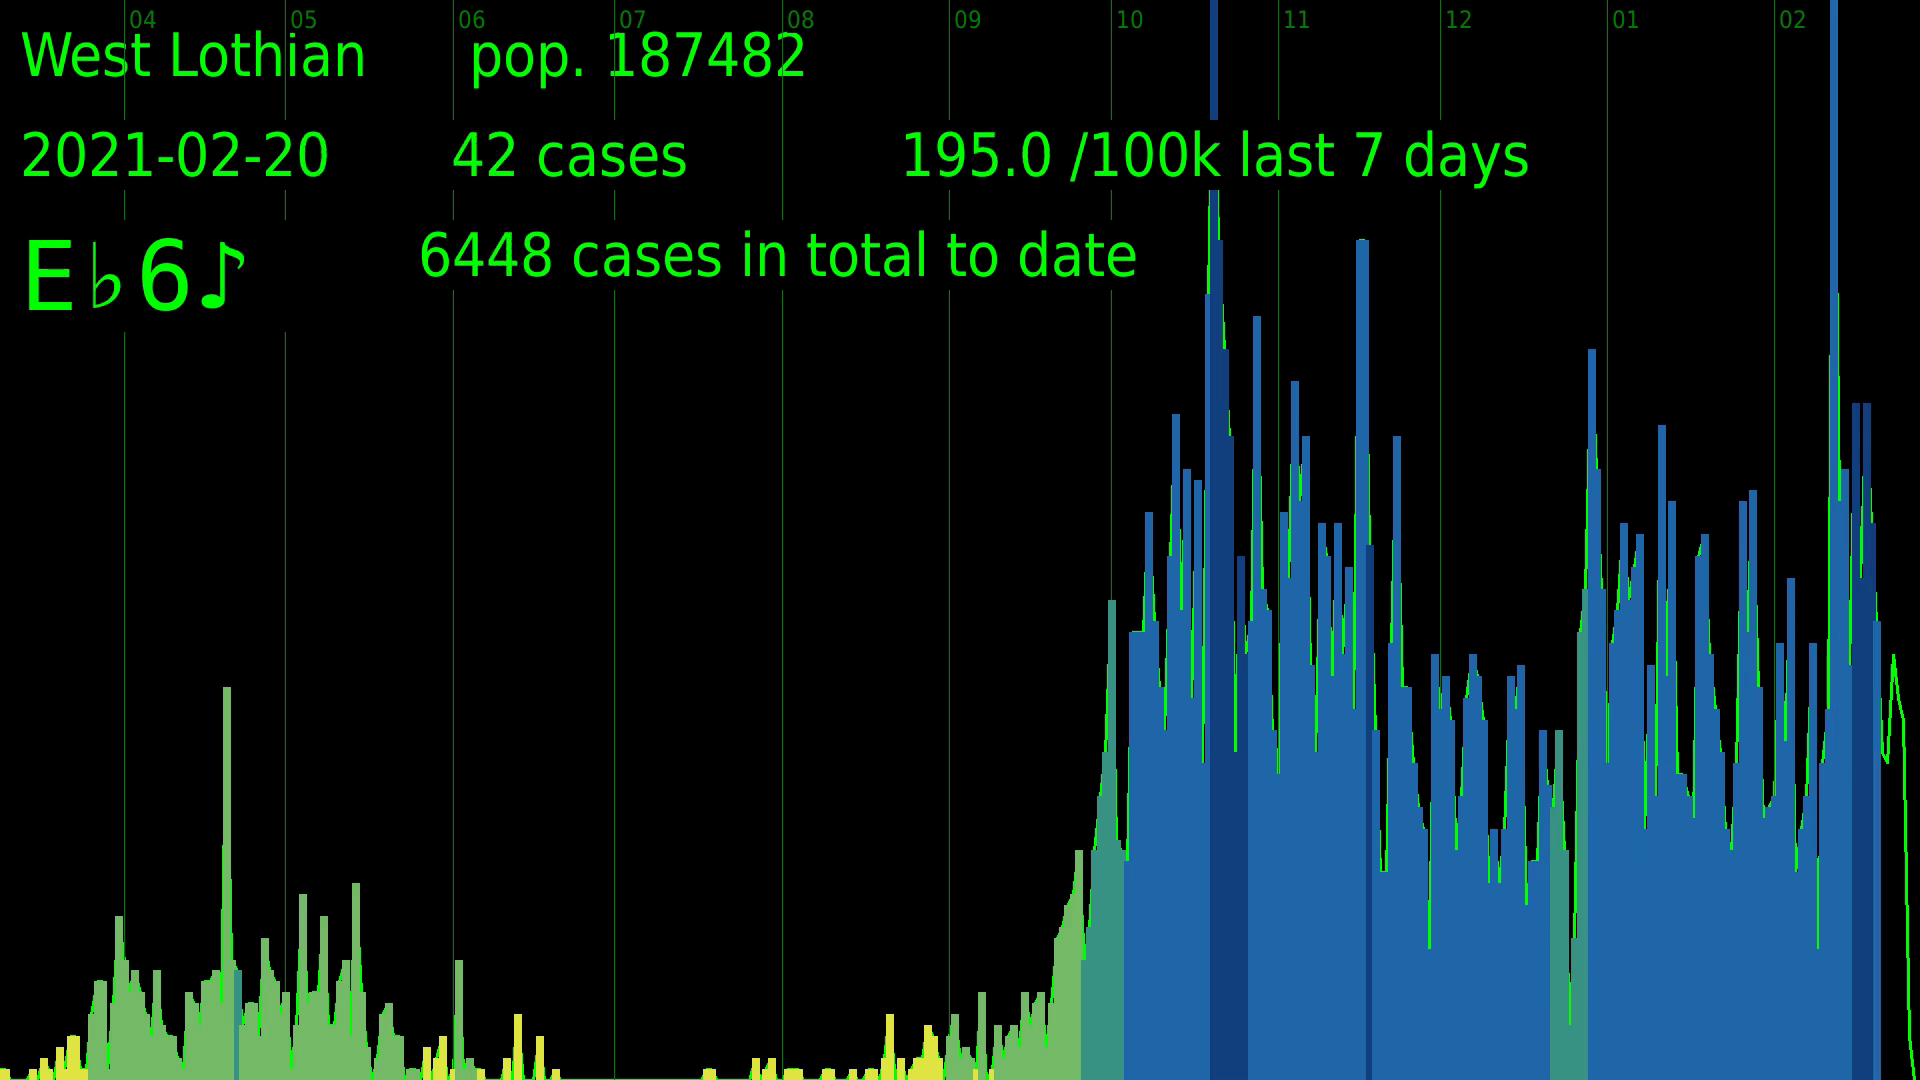 04 05 06 07 08 09 10 11 12 01 02
West Lothian pop. 187482
2021-02-20 42 cases 195.0 /100k last 7 days
E♭6♪ 6448 cases in total to date